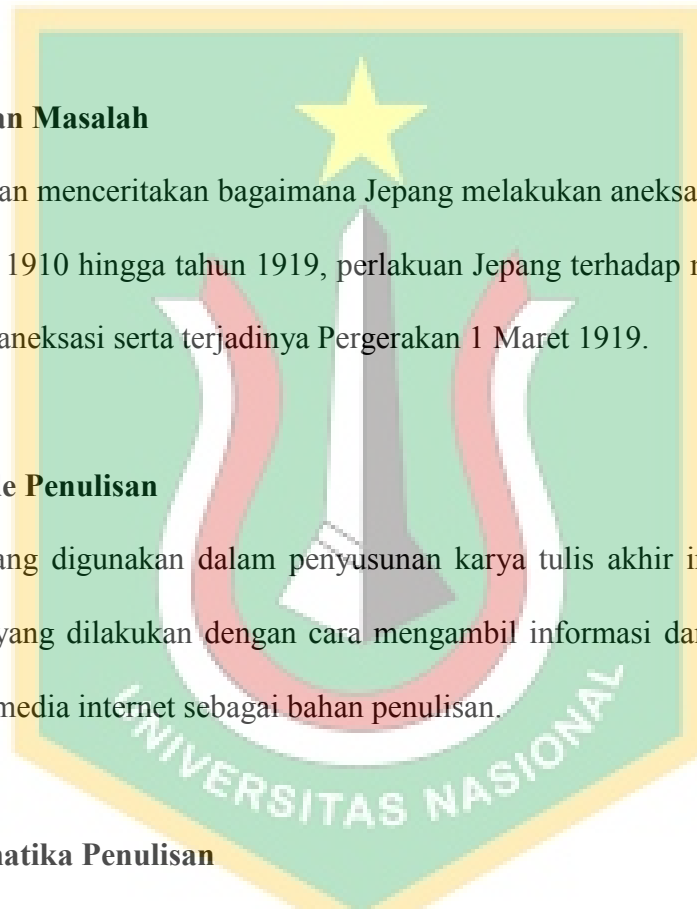 an Masalah
an menceritakan bagaimana Jepang melakukan aneksa
1910 hingga tahun 1919, perlakuan Jepang terhadap
aneksasi serta terjadinya Pergerakan 1 Maret 1919.
e Penulisan
ang digunakan dalam penyusunan karya tulis akhir i
yang dilakukan dengan cara mengambil informasi da
media internet sebagai bahan penulisan.
UNIVERSITAS NASIONAL
atika Penulisan